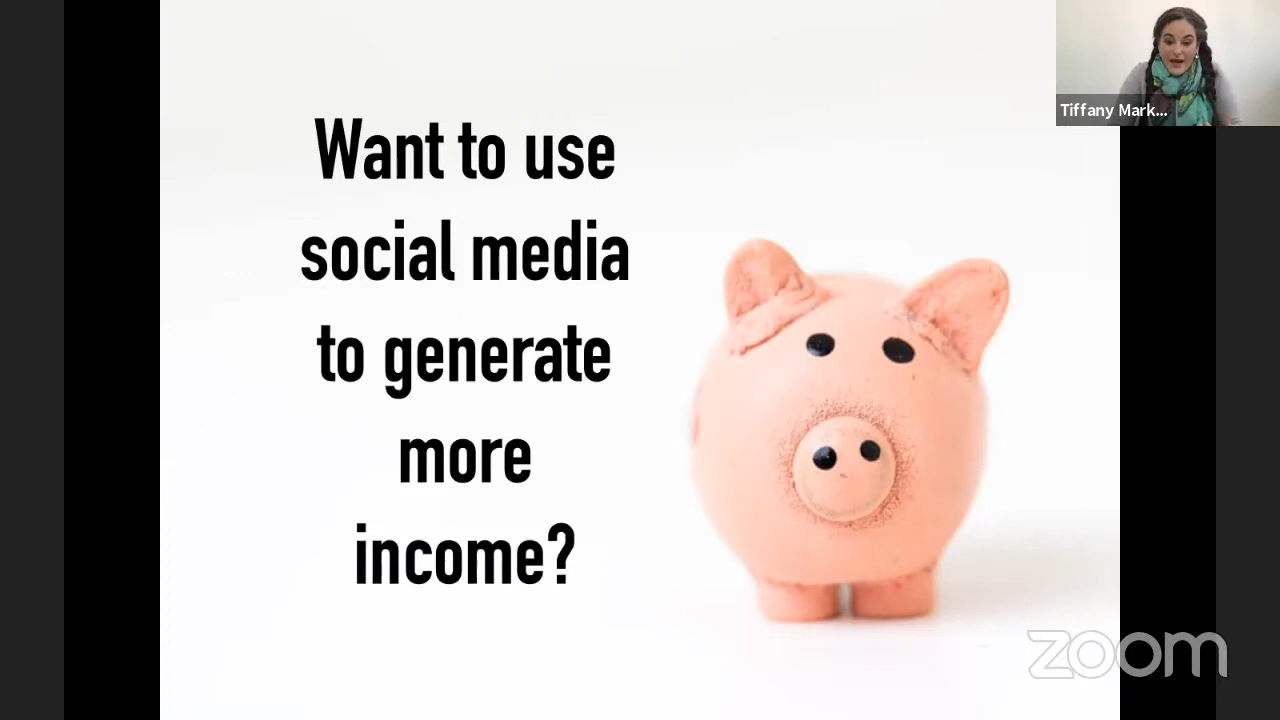 Want to use
social media
to generate
more
income?
Tiffany Mark...
zoom